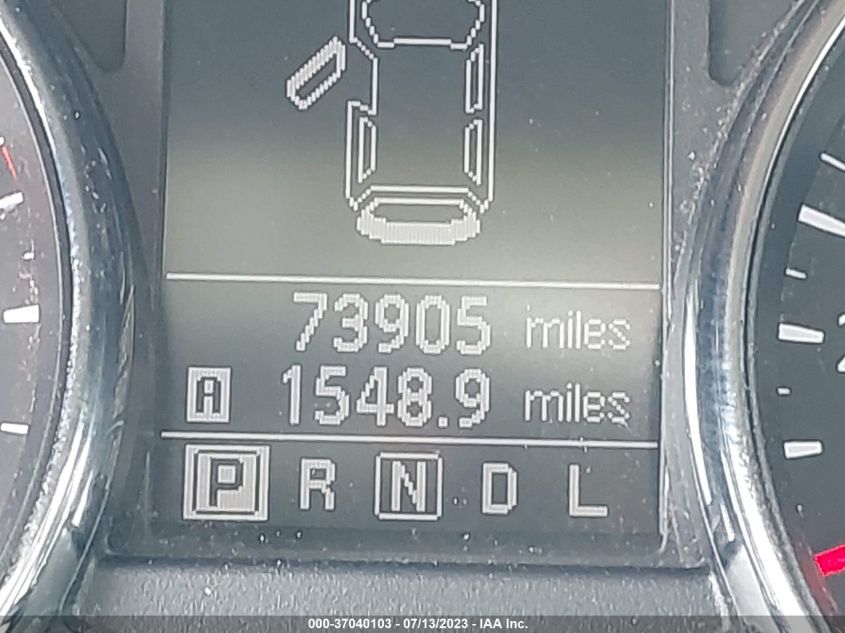 73905 miles
A 1548.9 miles
P R N D L
000-37040103 - 07/13/2023 - IAA Inc.